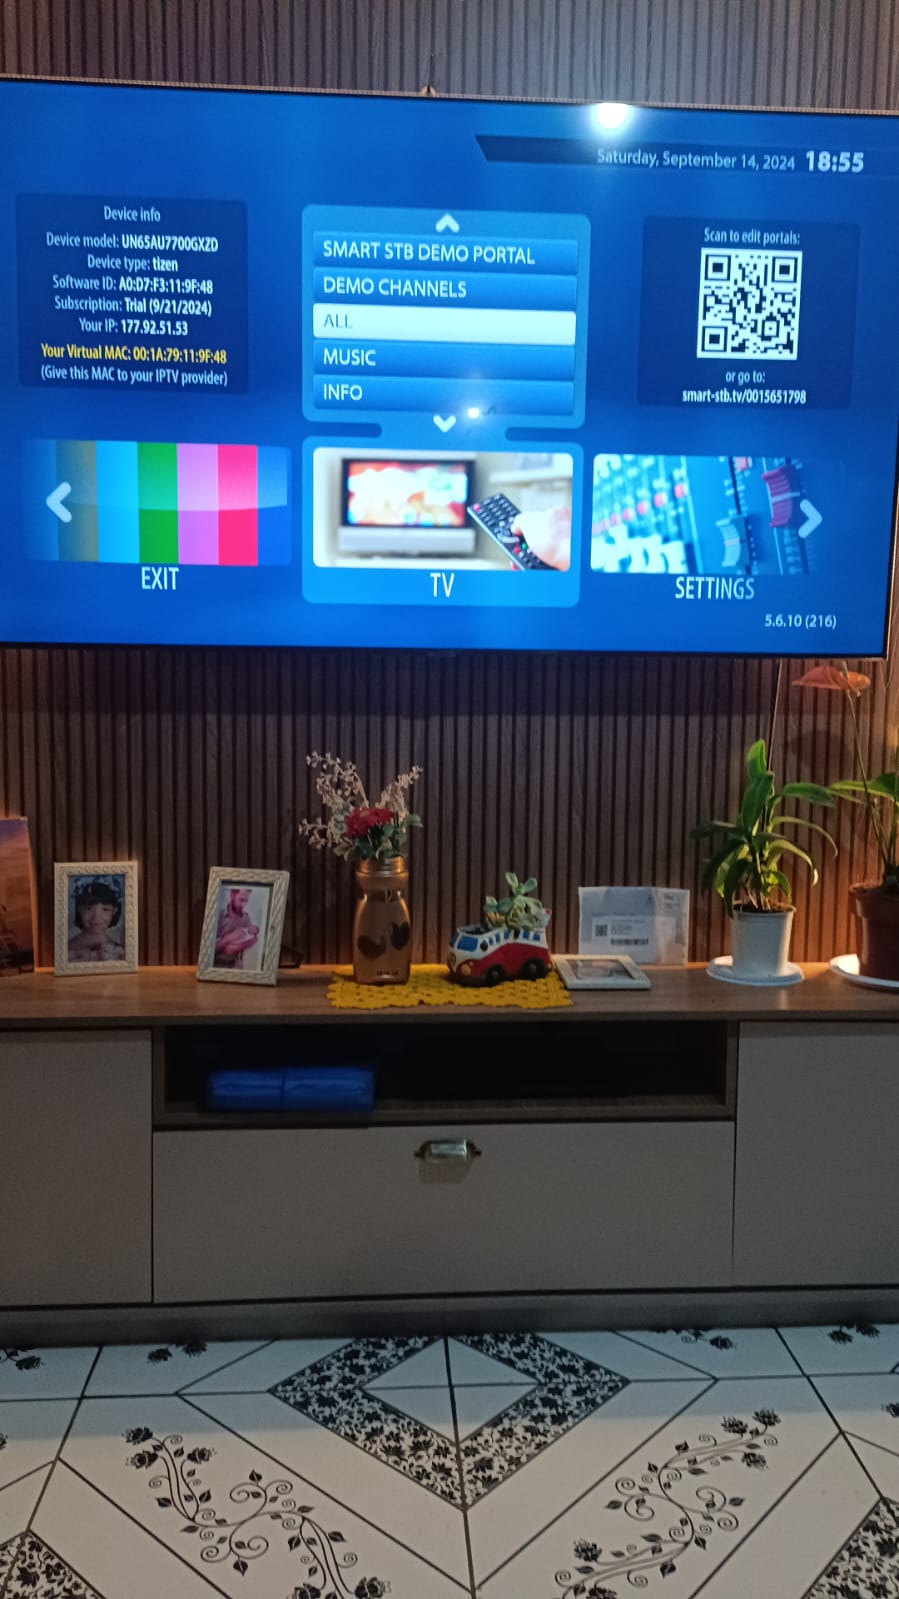 Saturday, September 14, 2024 18:55
Device info
Device model: UN65AU7700GXZD
Device type: tizen
Software ID: A0:D7:F3:11:9F:48
Subscription: Trial (9/21/2024)
Your IP: 177.92.51.53
Your Virtual MAC: 00:1A:79:11:9F:48
(Give this MAC to your IPTV provider)
SMART STB DEMO PORTAL
DEMO CHANNELS
ALL
MUSIC
INFO
Scan to edit portals:
or go to:
smart-stb.tv/0015651798
EXIT
TV
SETTINGS
5.6.10 (216)